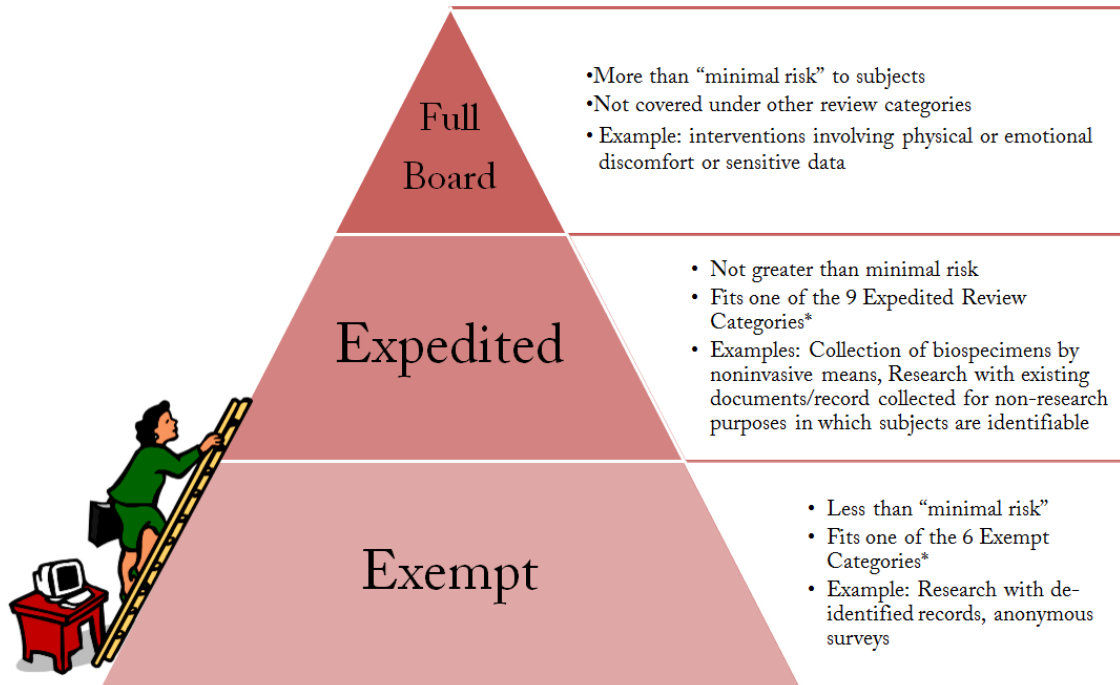 Full
Board
•More than “minimal risk” to subjects
•Not covered under other review categories
• Example: interventions involving physical or emotional
discomfort or sensitive data
Expedited
• Not greater than minimal risk
• Fits one of the 9 Expedited Review
Categories*
• Examples: Collection of biospecimens by
noninvasive means, Research with existing
documents/record collected for non-research
purposes in which subjects are identifiable
Exempt
• Less than “minimal risk”
• Fits one of the 6 Exempt
Categories*
• Example: Research with de-
identified records, anonymous
surveys